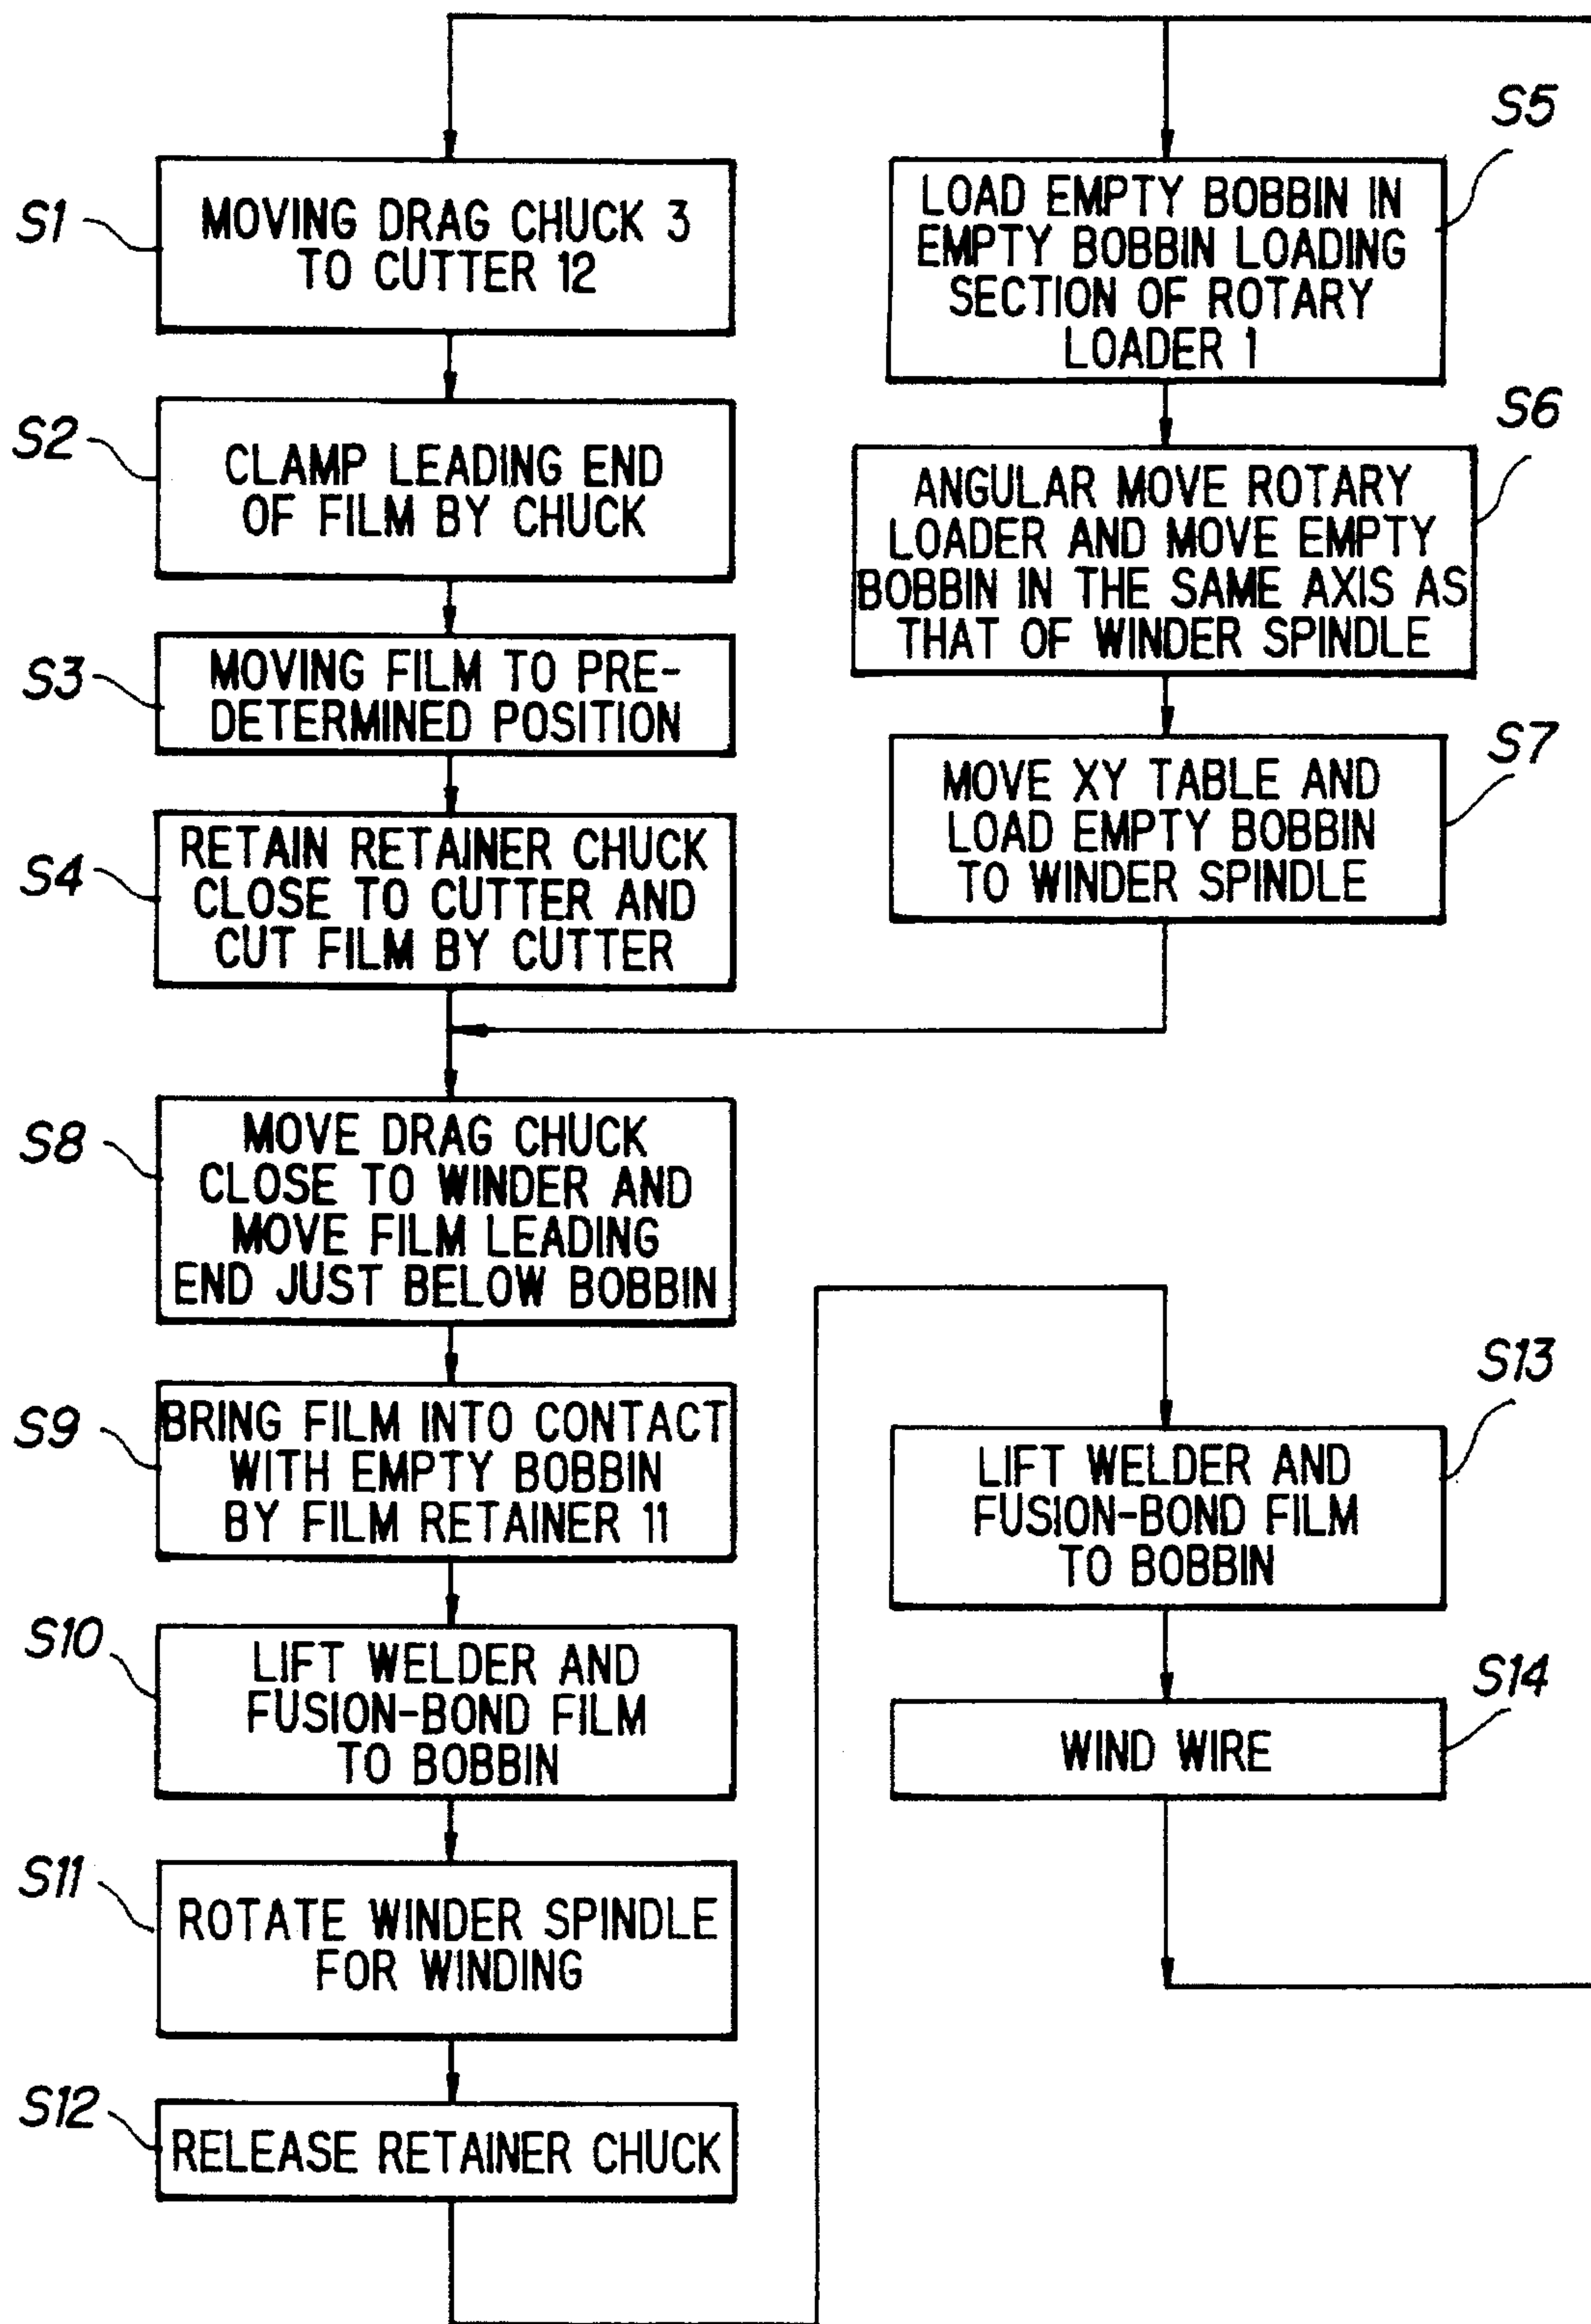 S1
MOVING DRAG CHUCK 3
TO CUTTER 12
S2
CLAMP LEADING END
OF FILM BY CHUCK
S3
MOVING FILM TO PRE-
DETERMINED POSITION
S4
RETAIN RETAINER CHUCK
CLOSE TO CUTTER AND
CUT FILM BY CUTTER
S5
LOAD EMPTY BOBBIN IN
EMPTY BOBBIN LOADING
SECTION OF ROTARY
LOADER 1
S6
ANGULAR MOVE ROTARY
LOADER AND MOVE EMPTY
BOBBIN IN THE SAME AXIS AS
THAT OF WINDER SPINDLE
S7
MOVE XY TABLE AND
LOAD EMPTY BOBBIN
TO WINDER SPINDLE
S8
MOVE DRAG CHUCK
CLOSE TO WINDER AND
MOVE FILM LEADING
END JUST BELOW BOBBIN
S9
BRING FILM INTO CONTACT
WITH EMPTY BOBBIN
BY FILM RETAINER 11
S10
LIFT WELDER AND
FUSION-BOND FILM
TO BOBBIN
S11
ROTATE WINDER SPINDLE
FOR WINDING
S12
RELEASE RETAINER CHUCK
S13
LIFT WELDER AND
FUSION-BOND FILM
TO BOBBIN
S14
WIND WIRE